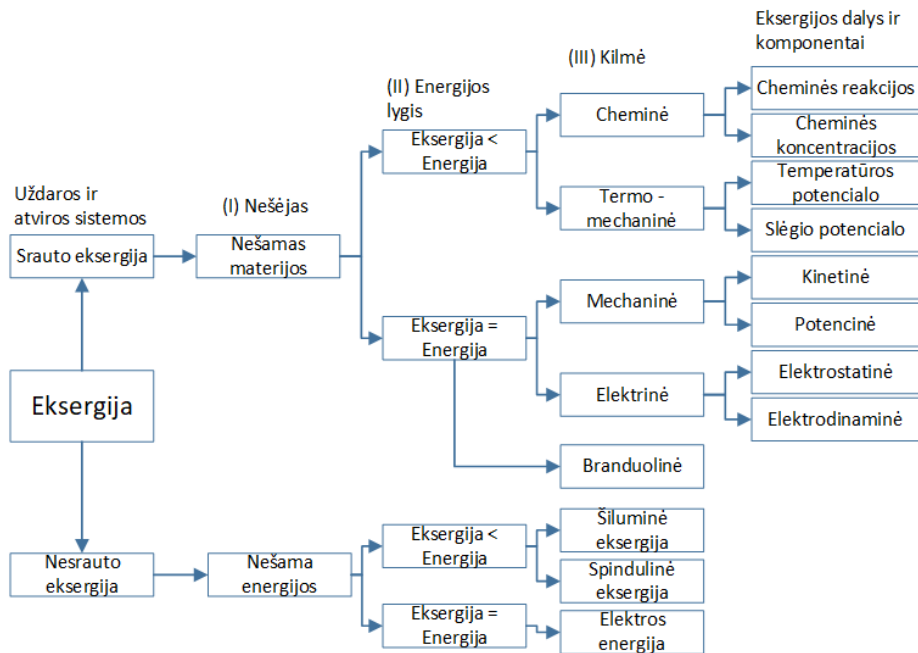 Eksergijos dalys ir
komponentai
(III) Kilmė
(II) Energijos
lygis
Cheminės reakcijos
Cheminė
Eksergija <
Energija
Cheminės
koncentracijos
Uždaros ir
atviros sistemos
(I) Nešėjas
Termo -
mechaninė
Temperatūros
potencialo
Srauto eksergija
Nešamas
materijos
Slėgio potencialo
Mechaninė
Kinetinė
Eksergija =
Energija
Potencinė
Eksergija
Elektrinė
Elektrostatinė
Elektrodinaminė
Branduolinė
Nesrauto
eksergija
Nešama
energijos
Eksergija <
Energija
Šiluminė
eksergija
Spindulinė
eksergija
Eksergija =
Energija
Elektros
energija